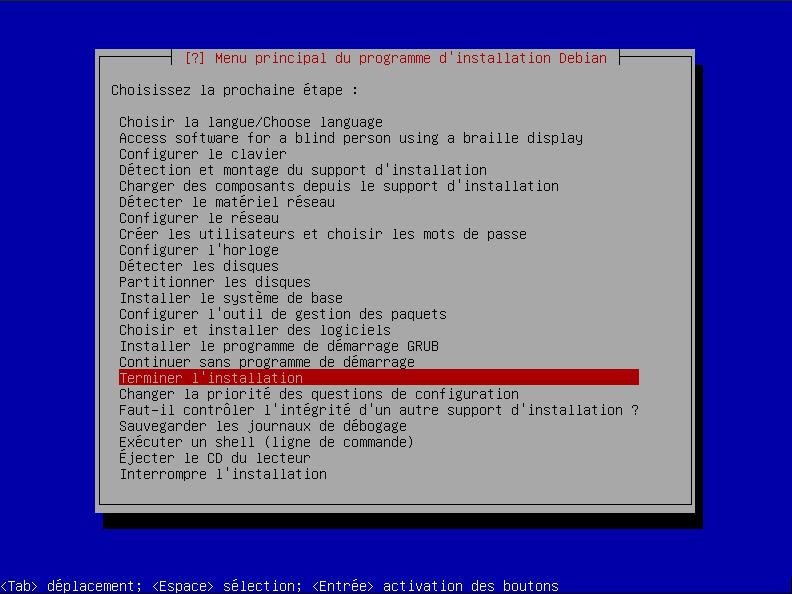 [?] Menu principal du programme d'installation Debian
Choisissez la prochaine étape :
Choisir la langue/Choose language
Access software for a blind person using a braille display
Configurer le clavier
Détection et montage du support d'installation
Charger des composants depuis le support d'installation
Détecter le matériel réseau
Configurer le réseau
Créer les utilisateurs et choisir les mots de passe
Configurer l'horloge
Détecter les disques
Partitionner les disques
Installer le système de base
Configurer l'outil de gestion des paquets
Choisir et installer des logiciels
Installer le programme de démarrage GRUB
Continuer sans programme de démarrage
Terminer l'installation
Changer la priorité des questions de configuration
Faut-il contrôler l'intégrité d'un autre support d'installation ?
Sauvegarder les journaux de débogage
Exécuter un shell (ligne de commande)
Éjecter le CD du lecteur
Interrompre l'installation
<Tab> déplacement; <Espace> sélection; <Entrée> activation des boutons